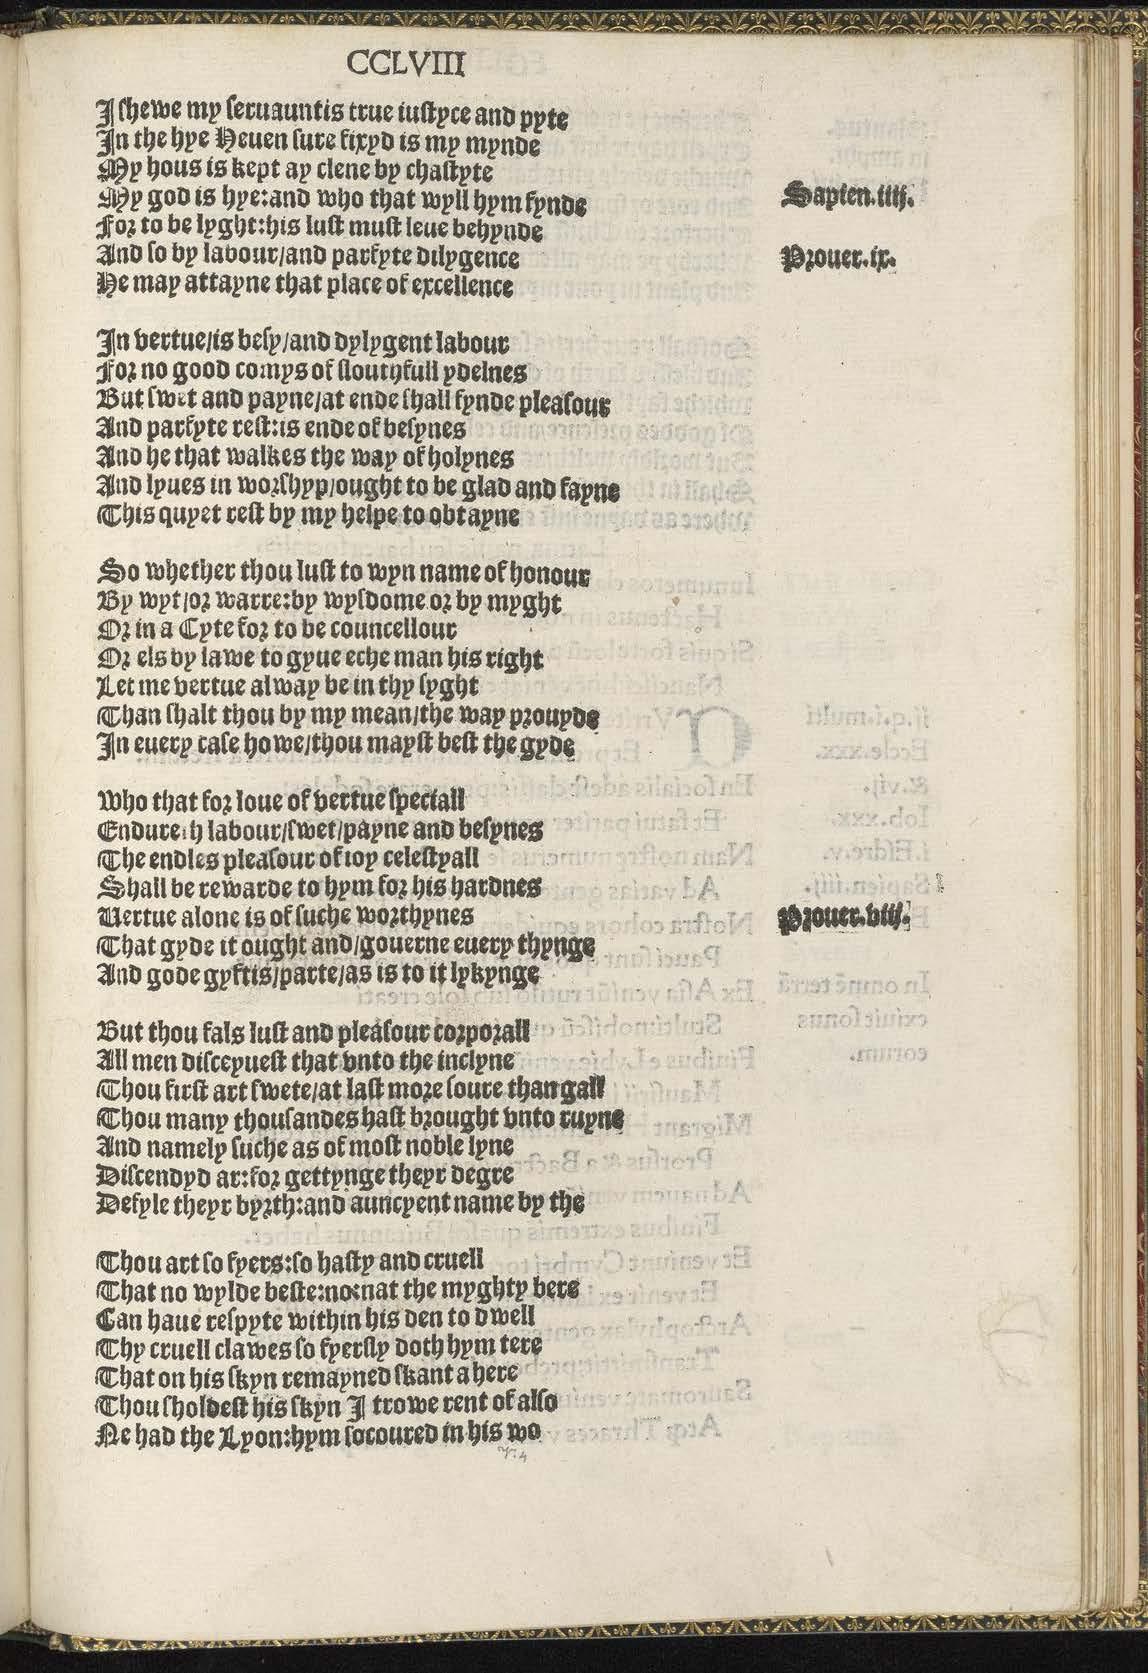 CCLVIII
I shewe my seruauntis true iustyce and pyte
In the hye Heuen sure fixyd is my mynde
My hous is kept ay clene by chastyte
My god is hye:and who that wyll hym fynde
Sapien.iiij.
For to be lyght:his lust must leue behynde
And so by labour/and parfyte dilygence
Prouer.ix.
He may attayne that place of excellence
In vertue/is besy/and dylygent labour
For no good comys of slouthfull ydelnes
But swet and payne/at ende shall fynde pleasour
And parfyte rest:is ende of besynes
And he that walkes the way of holynes
And lyues in worshyp/ought to be glad and fayne
This quyet rest by my helpe to obtayne
So whether thou lust to wyn name of honour
By wyt/or warre:by wysdome or by myght
Or in a Cyte for to be councellour
Or els by lawe to gyue eche man his right
Let me vertue alway be in thy syght
Than shalt thou by my mean/the way prouyde
In euery case howe/thou mayst best the gyde
Who that for loue of vertue speciall
Endureth labour/swet/payne and besynes
The endles pleasour of ioy celestyall
Shall be rewarde to hym for his hardnes
Uertue alone is of suche worthynes
Prouer.viij.
That gyde it ought and/gouerne euery thynge
And gode gyftis/parte/as is to it lykynge
But thou fals lust and pleasour corporall
All men disceyuest that vnto the inclyne
Thou first art swete/at last more soure than gall
Thou many thousandes hast brought vnto ruyne
And namely suche as of most noble lyne
Discendyd ar:for gettynge theyr degre
Defyle theyr byrth:and auncyent name by the
Thou art so fyers:so hasty and cruell
That no wylde beste:no:nat the myghty bere
Can haue respyte within his den to dwell
Thy cruell clawes so fyersly doth hym tere
That on his skyn remayned skant a here
Thou sholdest his skyn I trowe rent of also
Ne had the Lyon:hym socoured in his wo